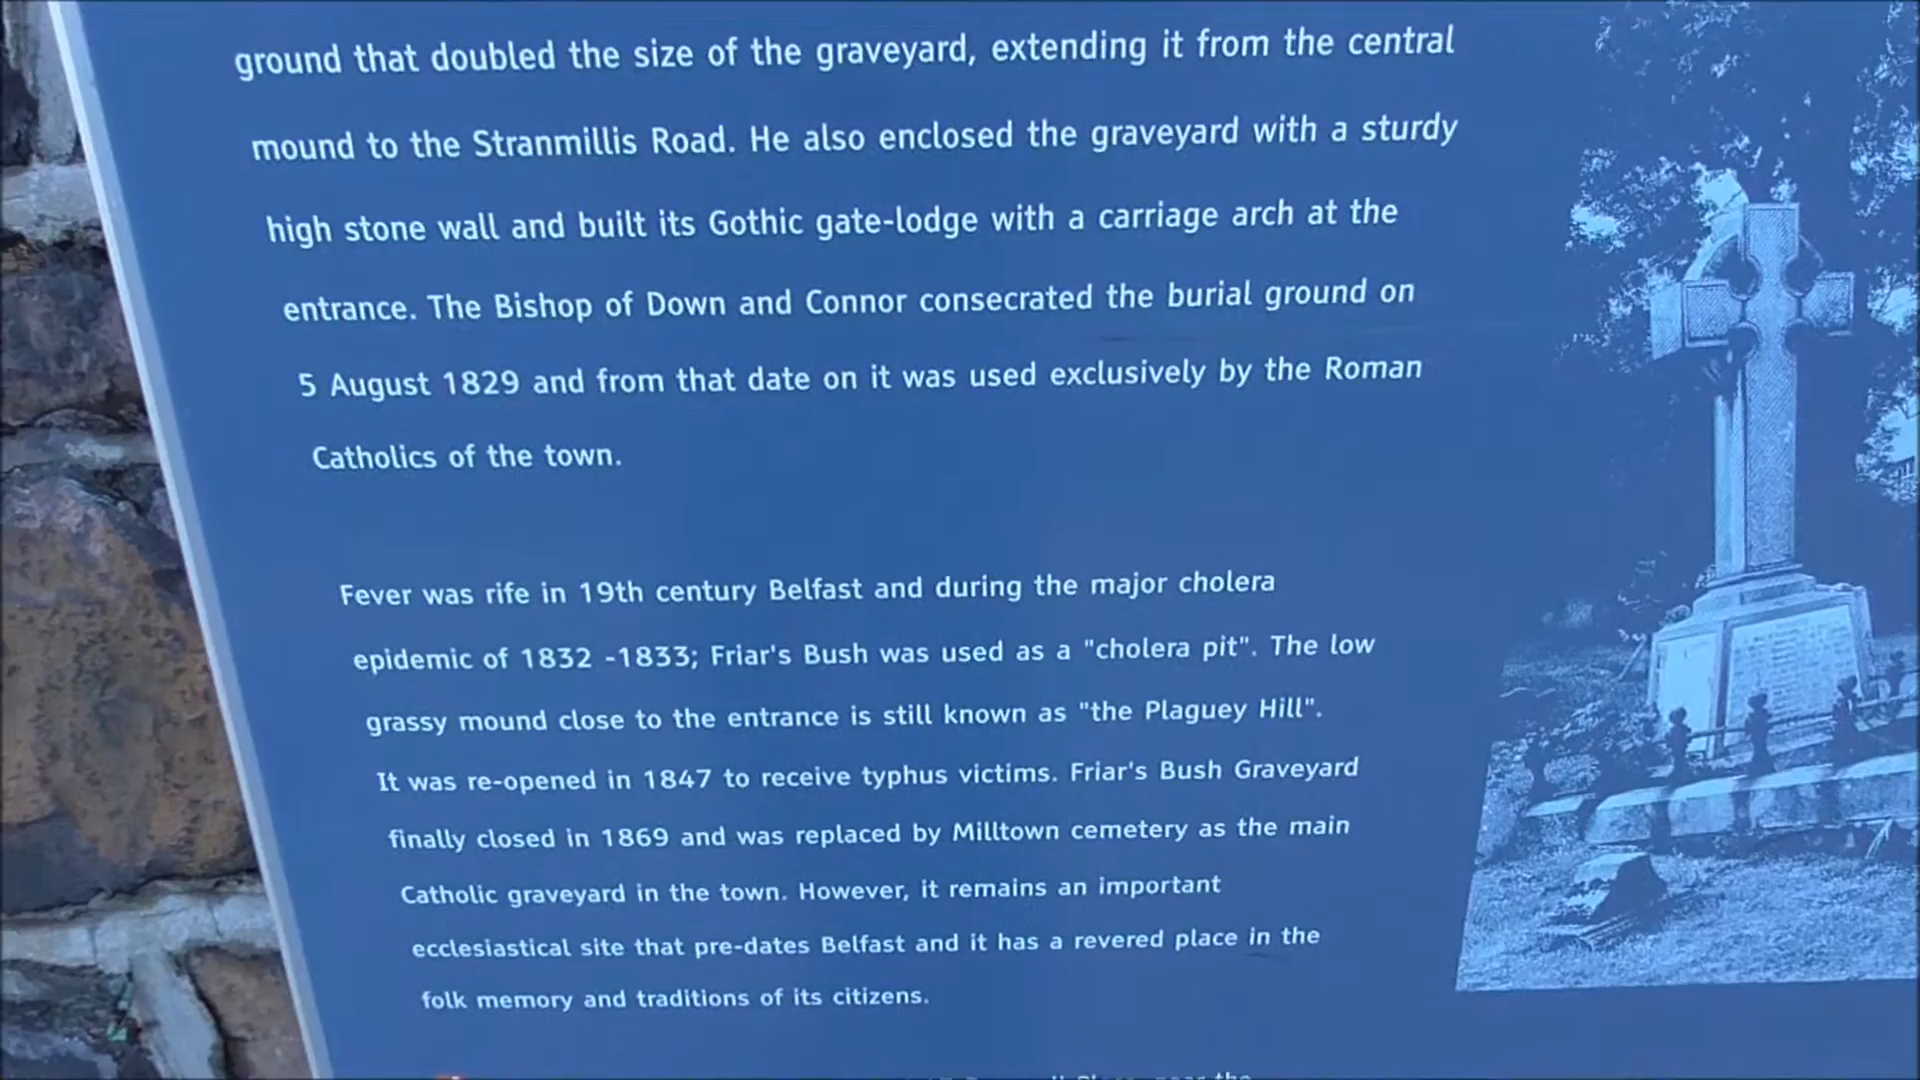 ground that doubled the size of the graveyard, extending it from the central
mound to the Stranmillis Road. He also enclosed the graveyard with a sturdy
high stone wall and built its Gothic gate-lodge with a carriage arch at the
entrance. The Bishop of Down and Connor consecrated the burial ground on
5 August 1829 and from that date on it was used exclusively by the Roman
Catholics of the town.
Fever was rife in 19th century Belfast and during the major cholera
epidemic of 1832 -1833; Friar's Bush was used as a "cholera pit". The low
grassy mound close to the entrance is still known as "the Plaguey Hill".
It was re-opened in 1847 to receive typhus victims. Friar's Bush Graveyard
finally closed in 1869 and was replaced by Milltown cemetery as the main
Catholic graveyard in the town. However, it remains an important
ecclesiastical site that pre-dates Belfast and it has a revered place in the
folk memory and traditions of its citizens.